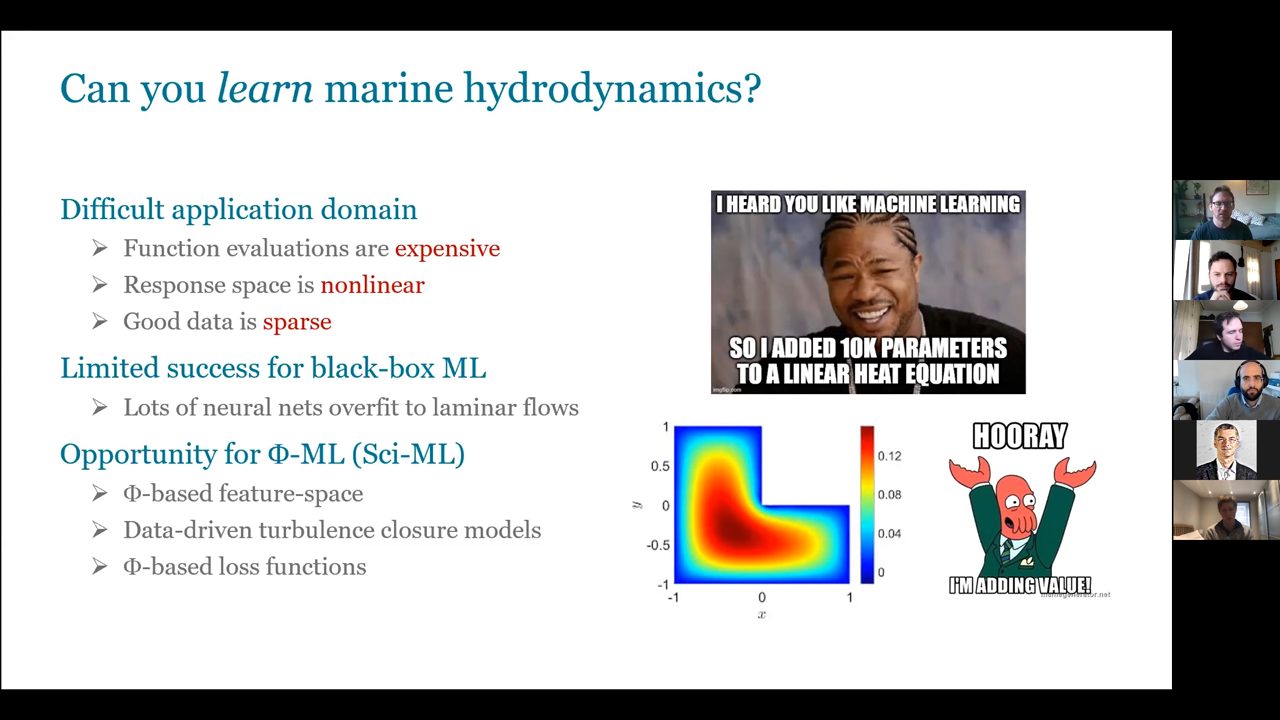 Can you learn marine hydrodynamics?
Difficult application domain
➤ Function evaluations are expensive
➤ Response space is nonlinear
➤ Good data is sparse
Limited success for black-box ML
➤ Lots of neural nets overfit to laminar flows
Opportunity for Φ-ML (Sci-ML)
➤ Φ-based feature-space
➤ Data-driven turbulence closure models
➤ Φ-based loss functions
I HEARD YOU LIKE MACHINE LEARNING
SO I ADDED 10K PARAMETERS
TO A LINEAR HEAT EQUATION
imgflip.com
1
0.5
0
-0.5
-1
y
-1 0 1
x
0.12
0.08
0.04
0
HOORAY
I'M ADDING VALUE!